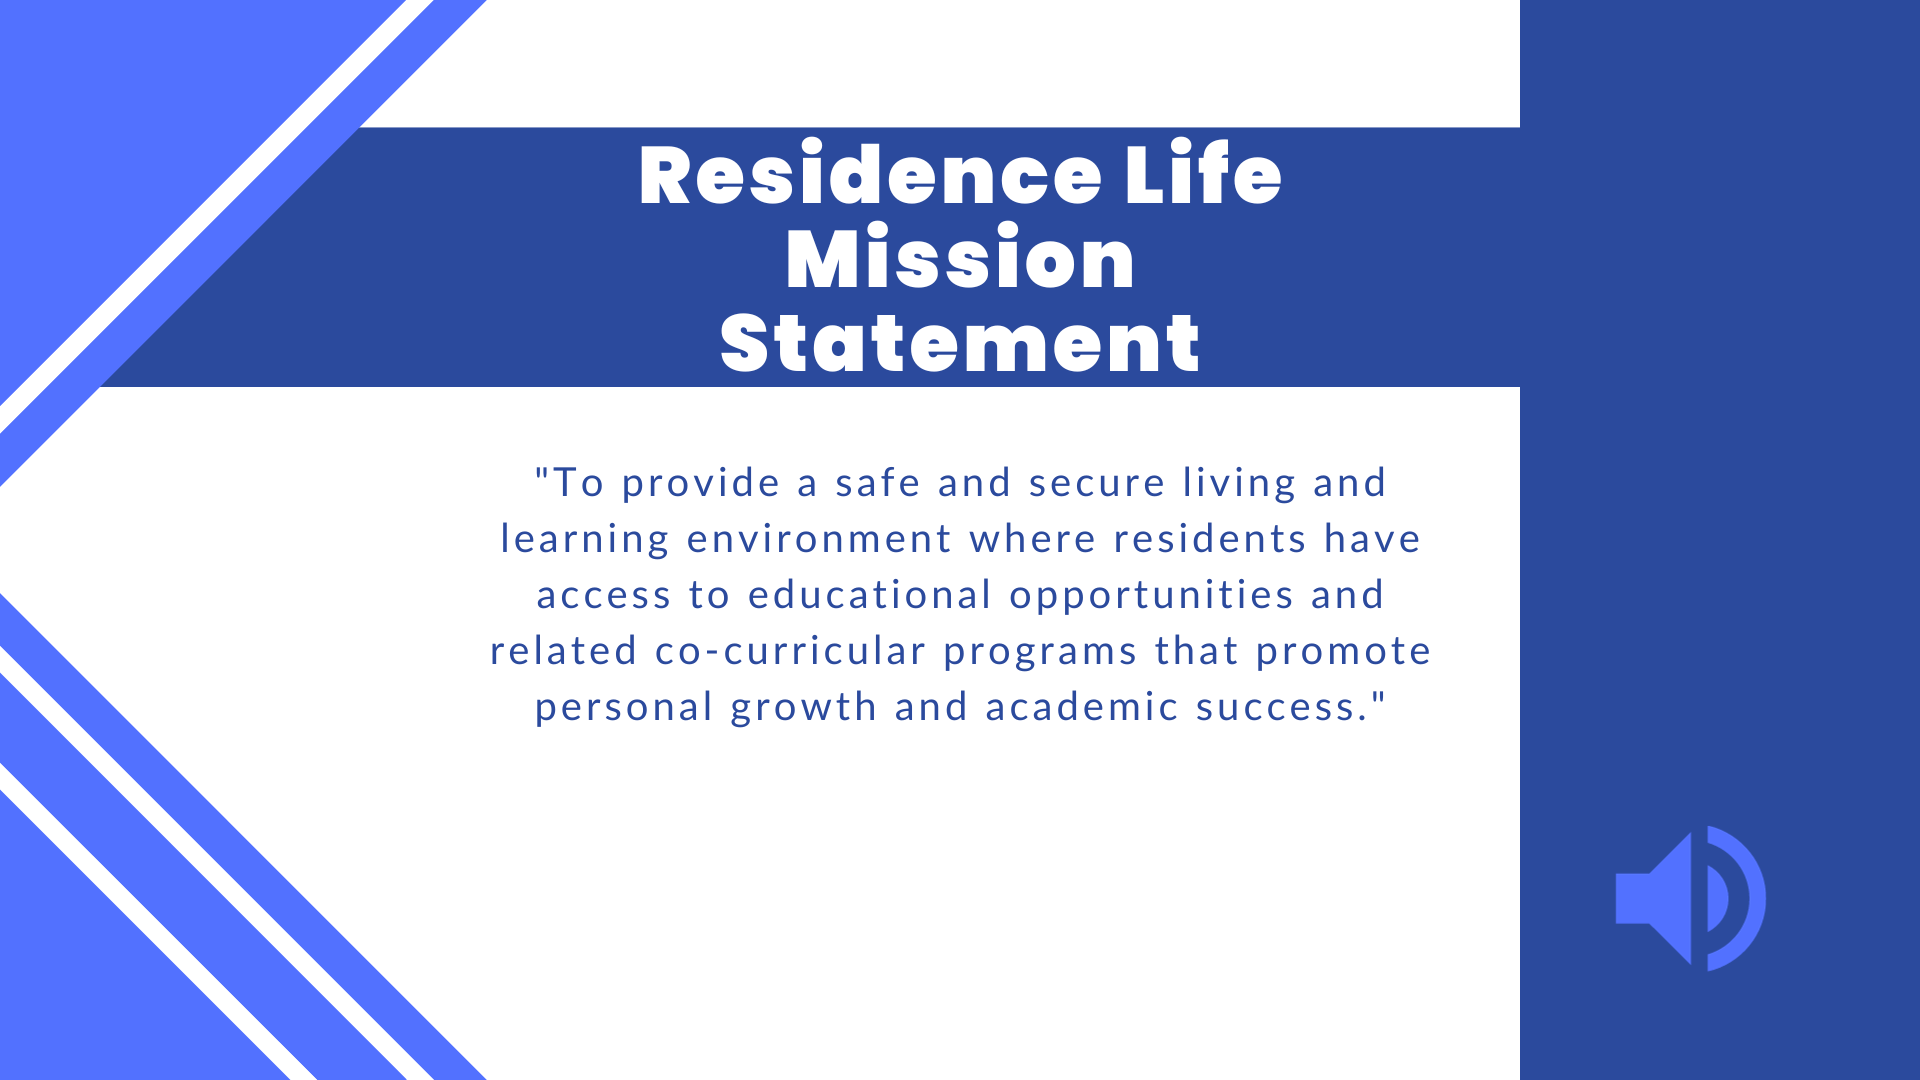 Residence Life
Mission
Statement
"To provide a safe and secure living and
learning environment where residents have
access to educational opportunities and
related co-curricular programs that promote
personal growth and academic success."